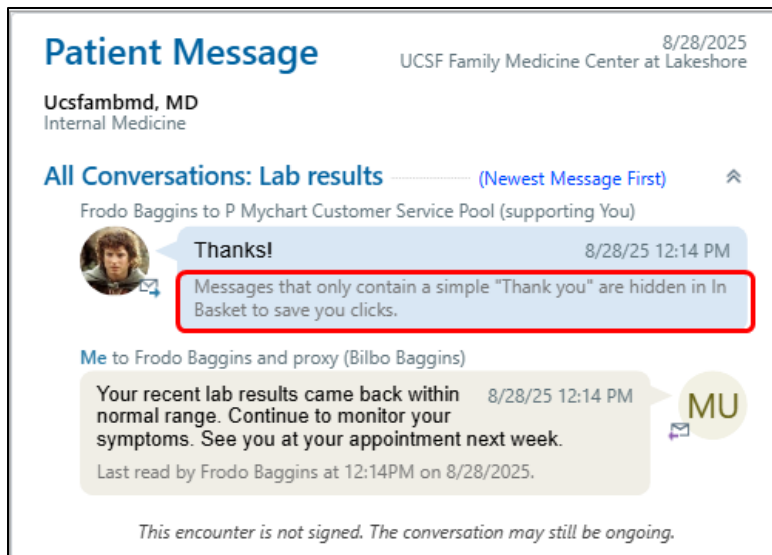 Patient Message
8/28/2025
UCSF Family Medicine Center at Lakeshore
Ucsfambmd, MD
Internal Medicine
All Conversations: Lab results
(Newest Message First)
Frodo Baggins to P Mychart Customer Service Pool (supporting You)
Thanks!
8/28/25 12:14 PM
Messages that only contain a simple "Thank you" are hidden in In
Basket to save you clicks.
Me to Frodo Baggins and proxy (Bilbo Baggins)
Your recent lab results came back within
8/28/25 12:14 PM
normal range. Continue to monitor your
symptoms. See you at your appointment next week.
MU
Last read by Frodo Baggins at 12:14PM on 8/28/2025.
This encounter is not signed. The conversation may still be ongoing.